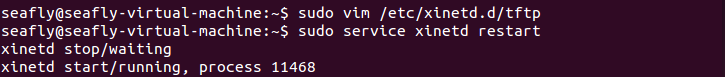 seafly@seafly-virtual-machine:~$ sudo vim /etc/xinetd.d/tftp
seafly@seafly-virtual-machine:~$ sudo service xinetd restart
xinetd stop/waiting
xinetd start/running, process 11468